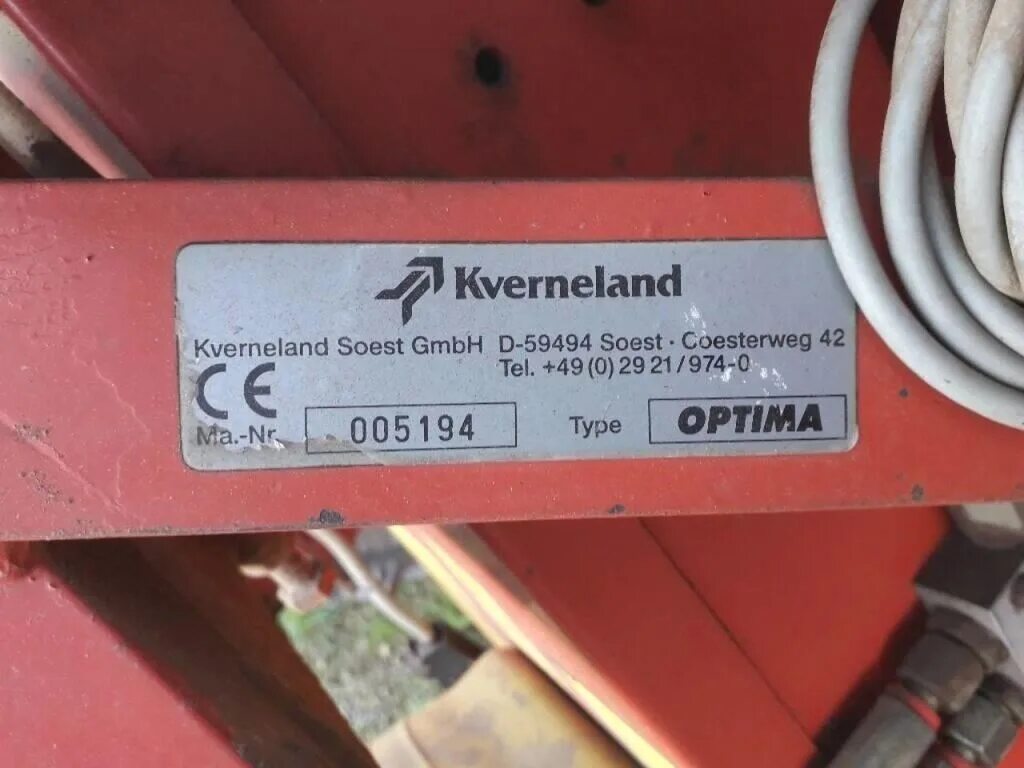 Kverneland
Kverneland Soest GmbH D-59494 Soest · Coesterweg 42
Tel. +49 (0) 29 21/974-0
CE
Ma.-Nr 005194 Type OPTIMA